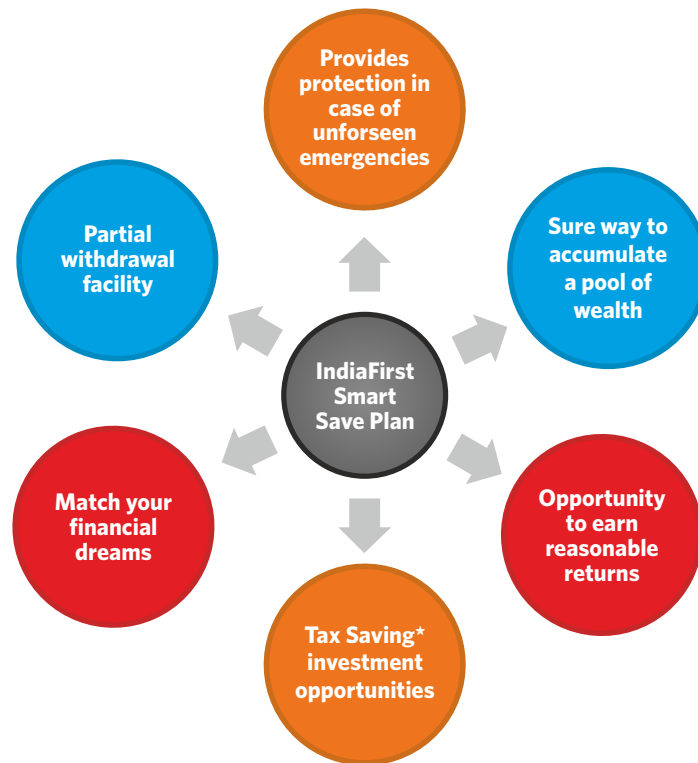 Provides
protection in
case of
unforseen
emergencies
Partial
withdrawal
facility
Sure way to
accumulate
a pool of
wealth
IndiaFirst
Smart
Save Plan
Match your
financial
dreams
Opportunity
to earn
reasonable
returns
Tax Saving*
investment
opportunities